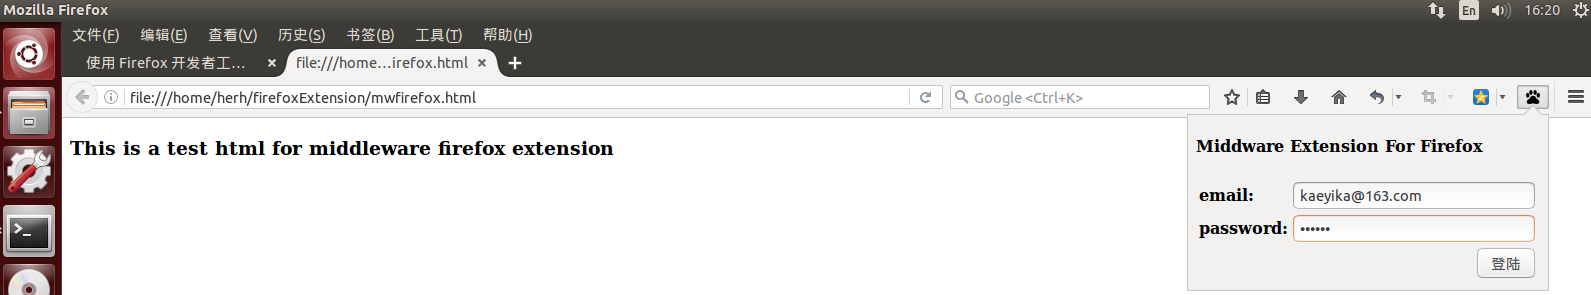 Mozilla Firefox En 16:20
文件(F) 编辑(E) 查看(V) 历史(S) 书签(B) 工具(T) 帮助(H)
使用 Firefox 开发者工... × file:///home...irefox.html × +
file:///home/herh/firefoxExtension/mwfirefox.html Google <Ctrl+K>
This is a test html for middleware firefox extension
Middware Extension For Firefox
email: kaeyika@163.com
password: ••••••
登陆